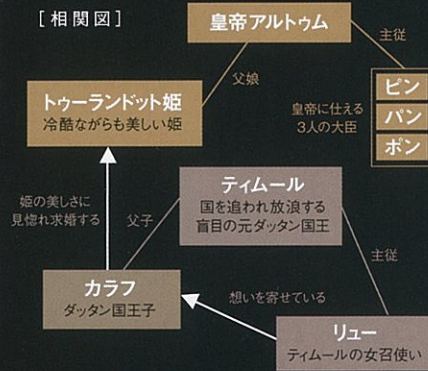 [相関図]
皇帝アルトゥム
主従
父娘
ピン
パン
ポン
皇帝に仕える
3人の大臣
トゥーランドット姫
冷酷ながらも美しい姫
姫の美しさに
見惚れ求婚する
父子
ティムール
国を追われ放浪する
盲目の元ダッタン国王
主従
カラフ
ダッタン国王子
想いを寄せている
リュー
ティムールの女召使い